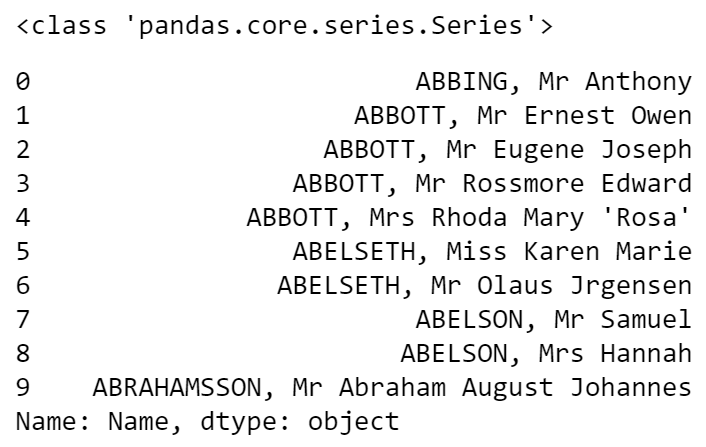 <class 'pandas.core.series.Series'>
0 ABBING, Mr Anthony
1 ABBOTT, Mr Ernest Owen
2 ABBOTT, Mr Eugene Joseph
3 ABBOTT, Mr Rossmore Edward
4 ABBOTT, Mrs Rhoda Mary 'Rosa'
5 ABELSETH, Miss Karen Marie
6 ABELSETH, Mr Olaus Jrgensen
7 ABELSON, Mr Samuel
8 ABELSON, Mrs Hannah
9 ABRAHAMSSON, Mr Abraham August Johannes
Name: Name, dtype: object